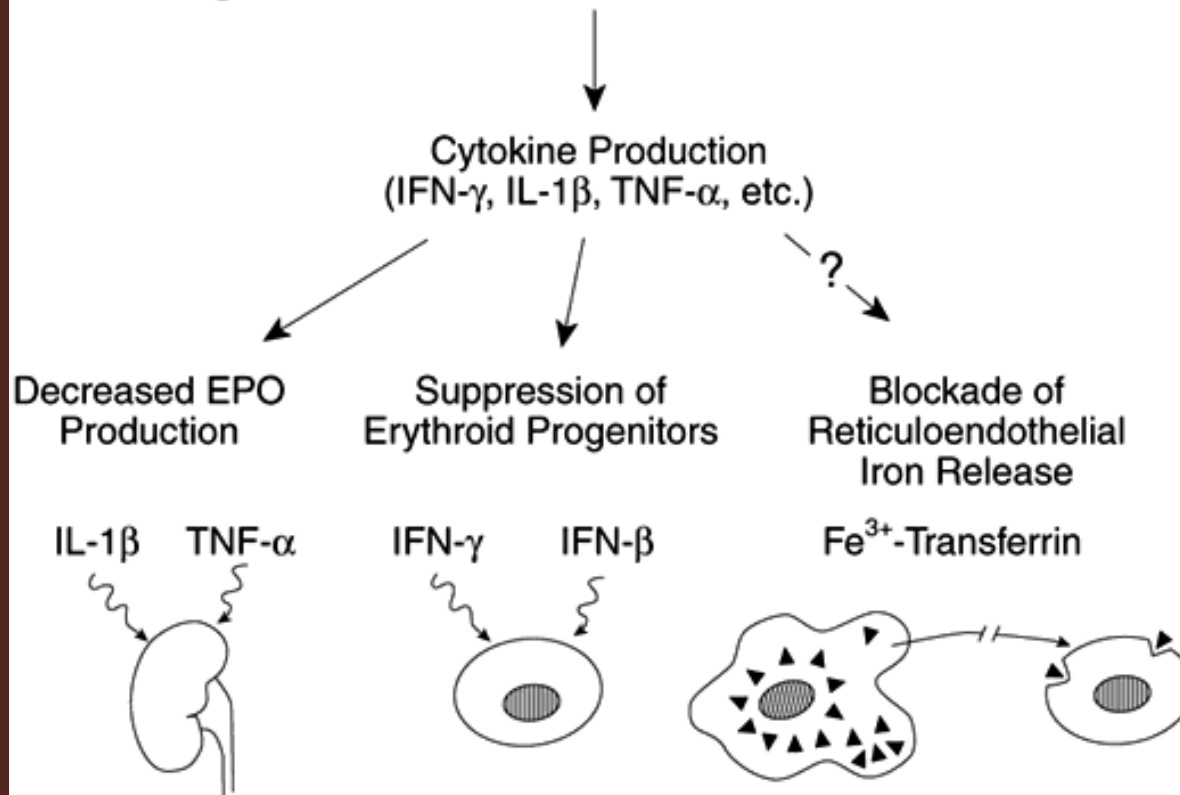 Cytokine Production
(IFN-γ, IL-1β, TNF-α, etc.)
?
Decreased EPO
Production
Suppression of
Erythroid Progenitors
Blockade of
Reticuloendothelial
Iron Release
IL-1β TNF-α
IFN-γ IFN-β
Fe³⁺-Transferrin